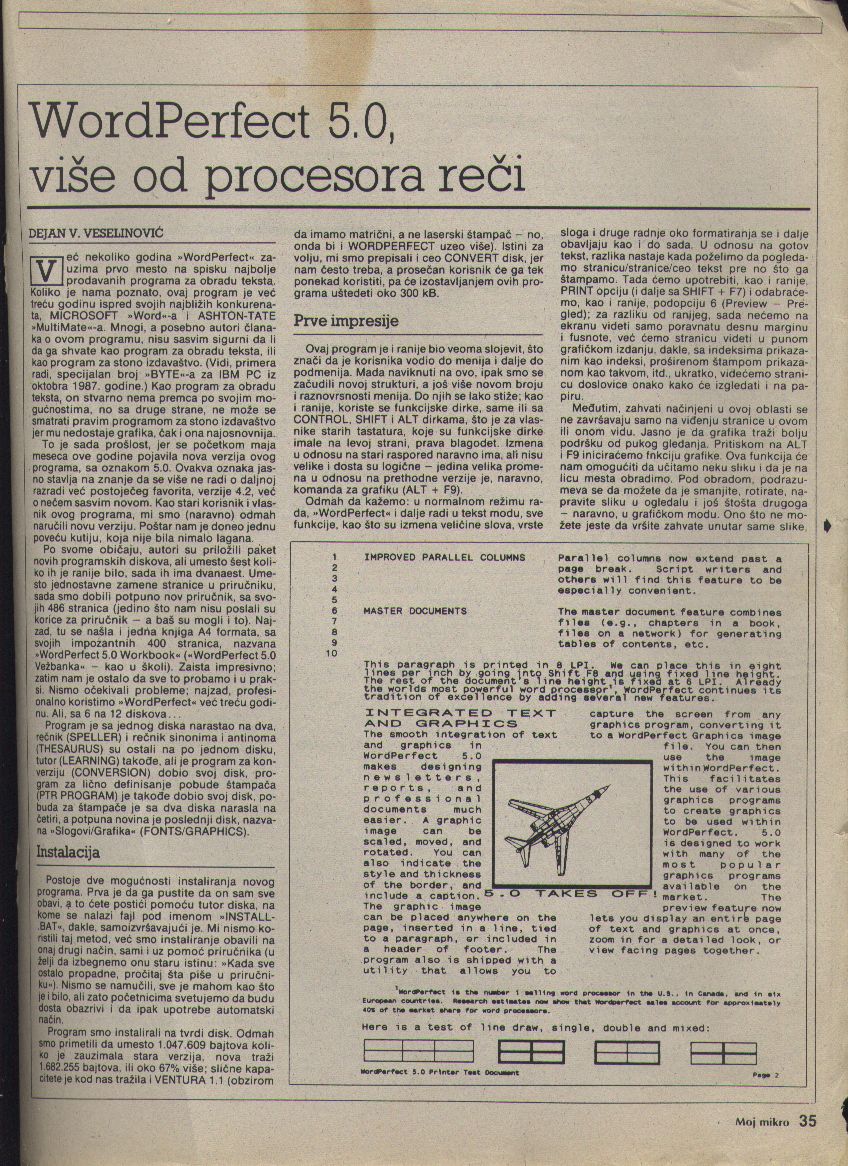 WordPerfect 5.0,
više od procesora reči
DEJAN V. VESELINOVIĆ
Već nekoliko godina »WordPerfect« za-
uzima prvo mesto na spisku najbolje
prodavanih programa za obradu teksta.
Koliko je nama poznato, ovaj program je već
treću godinu ispred svojih najbližih konkurena-
ta, MICROSOFT »Word«-a i ASHTON-TATE
»MultiMate«-a. Mnogi, a posebno autori člana-
ka o ovom programu, nisu sasvim sigurni da li
da ga shvate kao program za obradu teksta, ili
kao program za stono izdavaštvo. (Vidi, primera
radi, specijalan broj »BYTE«-a za IBM PC iz
oktobra 1987. godine.) Kao program za obradu
teksta, on stvarno nema premca po svojim mo-
gućnostima, no sa druge strane, ne može se
smatrati pravim programom za stono izdavaštvo
jer mu nedostaje grafika, čak i ona najosnovnija.
To je sada prošlost, jer se početkom maja
meseca ove godine pojavila nova verzija ovog
programa, sa oznakom 5.0. Ovakva oznaka jas-
no stavlja na znanje da se više ne radi o daljnoj
razradi već postojećeg favorita, verzije 4.2, već
o nečem sasvim novom. Kao stari korisnik i vlas-
nik ovog programa, mi smo (naravno) odmah
naručili novu verziju. Poštar nam je doneo jednu
poveću kutiju, koja nije bila nimalo lagana.
Po svome običaju, autori su priložili paket
novih programskih diskova, ali umesto šest koli-
ko ih je ranije bilo, sada ih ima dvanaest. Ume-
sto jednostavne zamene stranice u priručniku,
sada smo dobili potpuno nov priručnik, sa svo-
jih 486 stranica (jedino što nam nisu poslali su
korice za priručnik – a baš su mogli i to). Naj-
zad, tu se našla i jedna knjiga A4 formata, sa
svojih impozantnih 400 stranica, nazvana
»WordPerfect 5.0 Workbook« (»WordPerfect 5.0
Vežbanka« – kao u školi). Zaista impresivno;
zatim nam je ostalo da sve to probamo i u prak-
si. Nismo očekivali probleme; najzad, profesi-
onalno koristimo »WordPerfect« već treću godi-
nu. Ali, sa 6 na 12 diskova...
Program je sa jednog diska narastao na dva,
rečnik (SPELLER) i rečnik sinonima i antinoma
(THESAURUS) su ostali na po jednom disku,
tutor (LEARNING) takođe, ali je program za kon-
verziju (CONVERSION) dobio svoj disk, pro-
gram za lično definisanje pobude štampača
(PTR PROGRAM) je takođe dobio svoj disk, po-
buda za štampače je sa dva diska narasla na
četiri, a potpuna novina je poslednji disk, nazva-
na »Slogovi/Grafika« (FONTS/GRAPHICS).
Instalacija
Postoje dve mogućnosti instaliranja novog
programa. Prva je da ga pustite da on sam sve
obavi, a to ćete postići pomoću tutor diska, na
kome se nalazi fajl pod imenom »INSTALL-
.BAT«, dakle, samoizvršavajući je. Mi nismo ko-
ristili taj metod, već smo instaliranje obavili na
onaj drugi način, sami i uz pomoć priručnika (u
želji da izbegnemo onu staru istinu: »Kada sve
ostalo propadne, pročitaj šta piše u priručni-
ku«). Nismo se namučili, sve je mahom kao što
je i bilo, ali zato početnicima svetujemo da budu
dosta obazrivi i da ipak upotrebe automatski
način.
Program smo instalirali na tvrdi disk. Odmah
smo primetili da umesto 1.047.609 bajtova koli-
ko je zauzimala stara verzija, nova traži
1.682.255 bajtova, ili oko 67% više; slične kapa-
citete je kod nas tražila i VENTURA 1.1 (obzirom
da imamo matrični, a ne laserski štampač – no,
onda bi i WORDPERFECT uzeo više). Istini za
volju, mi smo prepisali i ceo CONVERT disk, jer
nam često treba, a prosečan korisnik će ga tek
ponekad koristiti, pa će izostavljanjem ovih pro-
grama uštedeti oko 300 kB.
Prve impresije
Ovaj program je i ranije bio veoma slojevit, što
znači da je korisnika vodio do menija i dalje do
podmenija. Mada naviknuti na ovo, ipak smo se
začudili novoj strukturi, a još više novom broju
i raznovrsnosti menija. Do njih se lako stiže; kao
i ranije, koriste se funkcijske dirke, same ili sa
CONTROL, SHIFT i ALT dirkama, što je za vlas-
nike starih tastatura, koje su funkcijske dirke
imale na levoj strani, prava blagodet. Izmena
u odnosu na stari raspored naravno ima, ali nisu
velike i dosta su logične – jedina velika prome-
na u odnosu na prethodne verzije je, naravno,
komanda za grafiku (ALT + F9).
Odmah da kažemo: u normalnom režimu ra-
da, »WordPerfect« i dalje radi u tekst modu, sve
funkcije, kao što su izmena veličine slova, vrste
sloga i druge radnje oko formatiranja se i dalje
obavljaju kao i do sada. U odnosu na gotov
tekst, razlika nastaje kada poželimo da pogleda-
mo stranicu/stranice/ceo tekst pre no što ga
štampamo. Tada ćemo upotrebiti, kao i ranije,
PRINT opciju (i dalje sa SHIFT + F7) i odabraće-
mo, kao i ranije, podopciju 6 (Preview – Pre-
gled); za razliku od ranijeg, sada nećemo na
ekranu videti samo poravnatu desnu marginu
i fusnote, već ćemo stranicu videti u punom
grafičkom izdanju, dakle, sa indeksima prikaza-
nim kao indeksi, proširenom štampom prikaza-
nom kao takvom, itd., ukratko, videćemo strani-
cu doslovice onako kako će izgledati i na pa-
piru.
Međutim, zahvati načinjeni u ovoj oblasti se
ne završavaju samo na viđenju stranice u ovom
ili onom vidu. Jasno je da grafika traži bolju
podršku od pukog gledanja. Pritiskom na ALT
i F9 iniciraćemo fnkciju grafike. Ova funkcija će
nam omogućiti da učitamo neku sliku i da je na
licu mesta obradimo. Pod obradom, podrazu-
meva se da možete da je smanjite, rotirate, na-
pravite sliku u ogledalu i još štošta drugoga
– naravno, u grafičkom modu. Ono što ne mo-
žete jeste da vršite zahvate unutar same slike,
1 IMPROVED PARALLEL COLUMNS Parallel columns now extend past a
2 page break. Script writers and
3 others will find this feature to be
4 especially convenient.
5
6 MASTER DOCUMENTS The master document feature combines
7 files (e.g., chapters in a book,
8 files on a network) for generating
9 tables of contents, etc.
10
This paragraph is printed in 8 LPI. We can place this in eight
lines per inch by going into Shift F8 and using fixed line height.
The rest of the document's line height is fixed at 6 LPI. Already
the worlds most powerful word processor¹, WordPerfect continues its
tradition of excellence by adding several new features.
INTEGRATED TEXT
AND GRAPHICS
The smooth integration of text
and graphics in
WordPerfect 5.0
makes designing
newsletters,
reports, and
professional
documents much
easier. A graphic
image can be
scaled, moved, and
rotated. You can
also indicate the
style and thickness
of the border, and
include a caption.
The graphic image
can be placed anywhere on the
page, inserted in a line, tied
to a paragraph, or included in
a header of footer. The
program also is shipped with a
utility that allows you to
5.0 TAKES OFF!
capture the screen from any
graphics program, converting it
to a WordPerfect Graphics image
file. You can then
use the image
within WordPerfect.
This facilitates
the use of various
graphics programs
to create graphics
to be used within
WordPerfect. 5.0
is designed to work
with many of the
most popular
graphics programs
available on the
market. The
preview feature now
lets you display an entire page
of text and graphics at once,
zoom in for a detailed look, or
view facing pages together.
¹WordPerfect is the number 1 selling word processor in the U.S., in Canada, and in six
European countries. Research estimates now show that Wordperfect sales account for approximately
40% of the market share for word processors.
Here is a test of line draw, single, double and mixed:
WordPerfect 5.0 Printer Test Document Page 2
Moj mikro 35